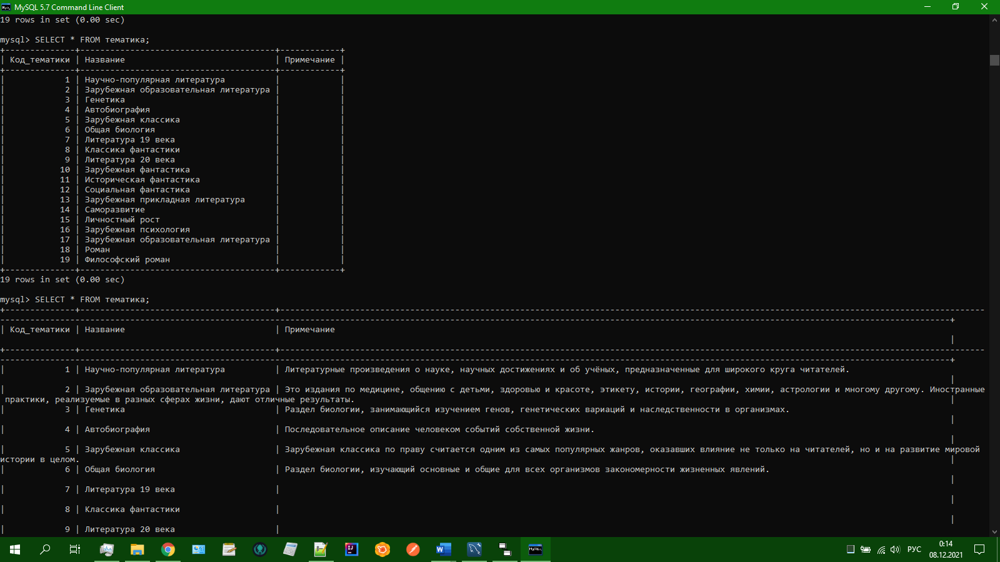 MySQL 5.7 Command Line Client
19 rows in set (0.00 sec)
mysql> SELECT * FROM тематика;
+--------------+---------------------------------------+------------+
| Код_тематики | Название | Примечание |
+--------------+---------------------------------------+------------+
| 1 | Научно-популярная литература | |
| 2 | Зарубежная образовательная литература | |
| 3 | Генетика | |
| 4 | Автобиография | |
| 5 | Зарубежная классика | |
| 6 | Общая биология | |
| 7 | Литература 19 века | |
| 8 | Классика фантастики | |
| 9 | Литература 20 века | |
| 10 | Зарубежная фантастика | |
| 11 | Историческая фантастика | |
| 12 | Социальная фантастика | |
| 13 | Зарубежная прикладная литература | |
| 14 | Саморазвитие | |
| 15 | Личностный рост | |
| 16 | Зарубежная психология | |
| 17 | Зарубежная образовательная литература | |
| 18 | Роман | |
| 19 | Философский роман | |
+--------------+---------------------------------------+------------+
19 rows in set (0.00 sec)
mysql> SELECT * FROM тематика;
| Код_тематики | Название | Примечание
|
| 1 | Научно-популярная литература | Литературные произведения о науке, научных достижениях и об учёных, предназначенные для широкого круга читателей.
|
| 2 | Зарубежная образовательная литература | Это издания по медицине, общению с детьми, здоровью и красоте, этикету, истории, географии, химии, астрологии и многому другому. Иностранные
практики, реализуемые в разных сферах жизни, дают отличные результаты. |
| 3 | Генетика | Раздел биологии, занимающийся изучением генов, генетических вариаций и наследственности в организмах.
|
| 4 | Автобиография | Последовательное описание человеком событий собственной жизни.
|
| 5 | Зарубежная классика | Зарубежная классика по праву считается одним из самых популярных жанров, оказавших влияние не только на читателей, но и на развитие мировой
истории в целом. |
| 6 | Общая биология | Раздел биологии, изучающий основные и общие для всех организмов закономерности жизненных явлений.
|
| 7 | Литература 19 века |
|
| 8 | Классика фантастики |
|
| 9 | Литература 20 века |
РУС
0:14
08.12.2021